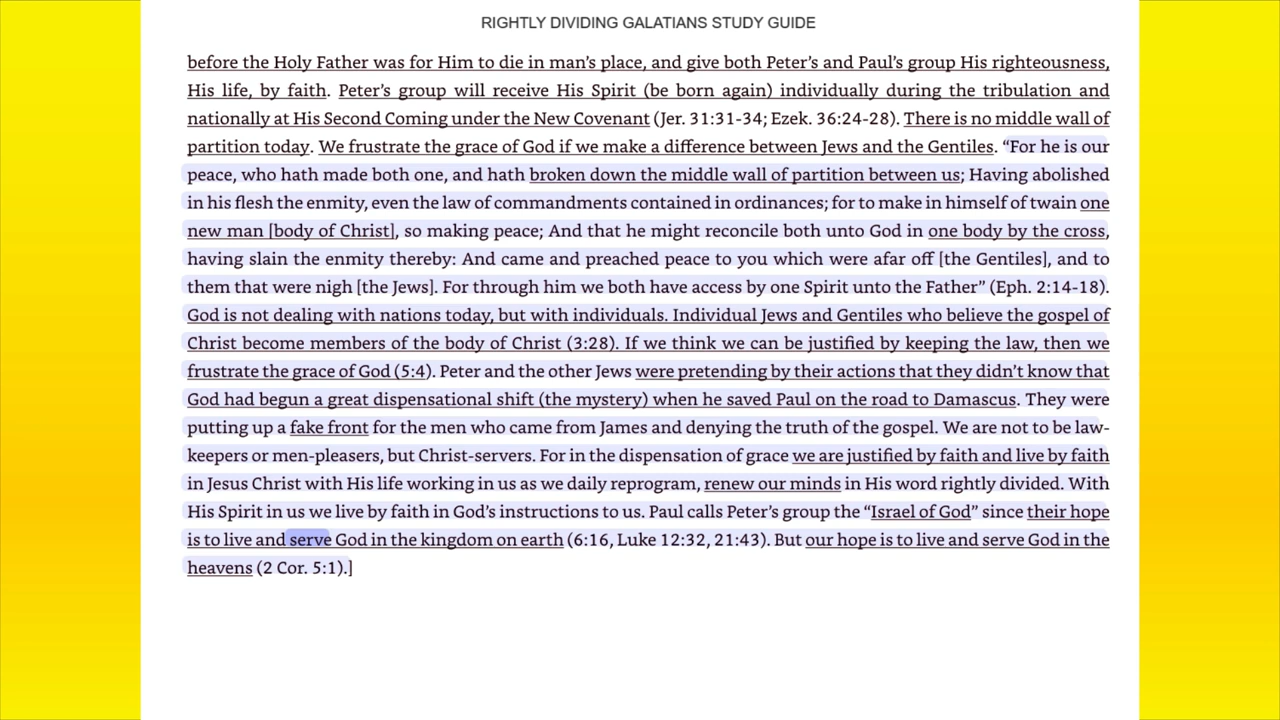 RIGHTLY DIVIDING GALATIANS STUDY GUIDE
before the Holy Father was for Him to die in man’s place, and give both Peter’s and Paul’s group His righteousness,
His life, by faith. Peter’s group will receive His Spirit (be born again) individually during the tribulation and
nationally at His Second Coming under the New Covenant (Jer. 31:31-34; Ezek. 36:24-28). There is no middle wall of
partition today. We frustrate the grace of God if we make a difference between Jews and the Gentiles. “For he is our
peace, who hath made both one, and hath broken down the middle wall of partition between us; Having abolished
in his flesh the enmity, even the law of commandments contained in ordinances; for to make in himself of twain one
new man [body of Christ], so making peace; And that he might reconcile both unto God in one body by the cross,
having slain the enmity thereby: And came and preached peace to you which were afar off [the Gentiles], and to
them that were nigh [the Jews]. For through him we both have access by one Spirit unto the Father” (Eph. 2:14-18).
God is not dealing with nations today, but with individuals. Individual Jews and Gentiles who believe the gospel of
Christ become members of the body of Christ (3:28). If we think we can be justified by keeping the law, then we
frustrate the grace of God (5:4). Peter and the other Jews were pretending by their actions that they didn’t know that
God had begun a great dispensational shift (the mystery) when he saved Paul on the road to Damascus. They were
putting up a fake front for the men who came from James and denying the truth of the gospel. We are not to be law-
keepers or men-pleasers, but Christ-servers. For in the dispensation of grace we are justified by faith and live by faith
in Jesus Christ with His life working in us as we daily reprogram, renew our minds in His word rightly divided. With
His Spirit in us we live by faith in God’s instructions to us. Paul calls Peter’s group the “Israel of God” since their hope
is to live and serve God in the kingdom on earth (6:16, Luke 12:32, 21:43). But our hope is to live and serve God in the
heavens (2 Cor. 5:1).]